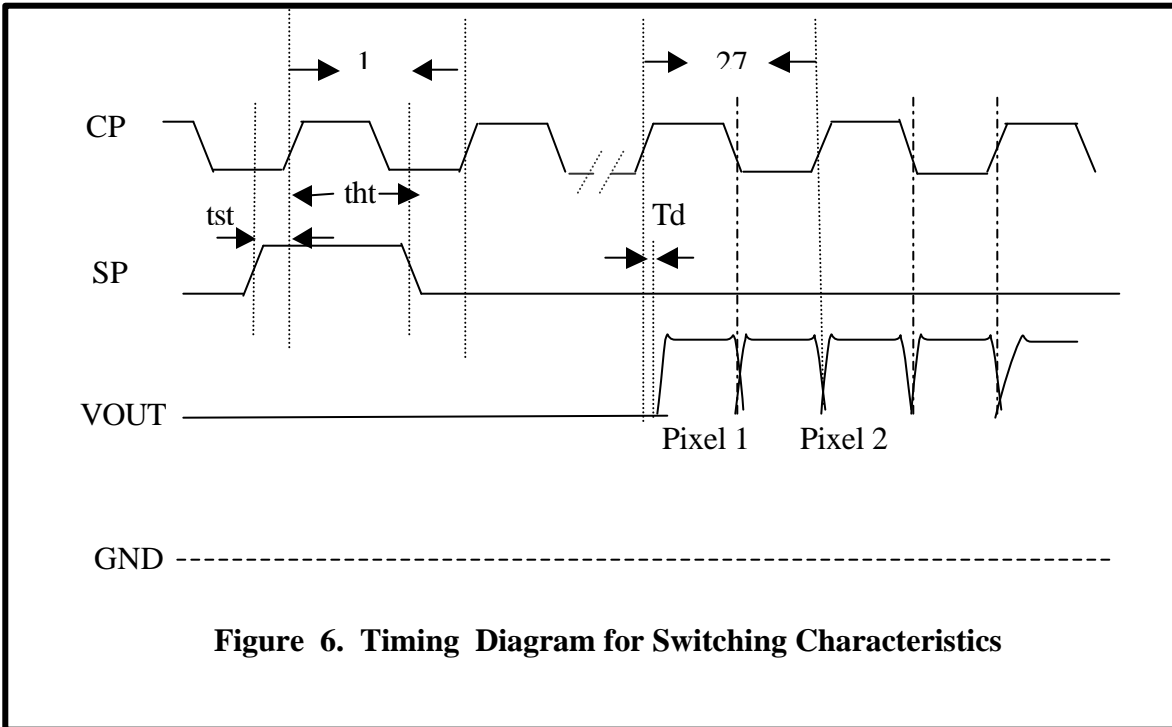 1 27
CP
tht
tst Td
SP
VOUT
Pixel 1 Pixel 2
GND
Figure 6. Timing Diagram for Switching Characteristics